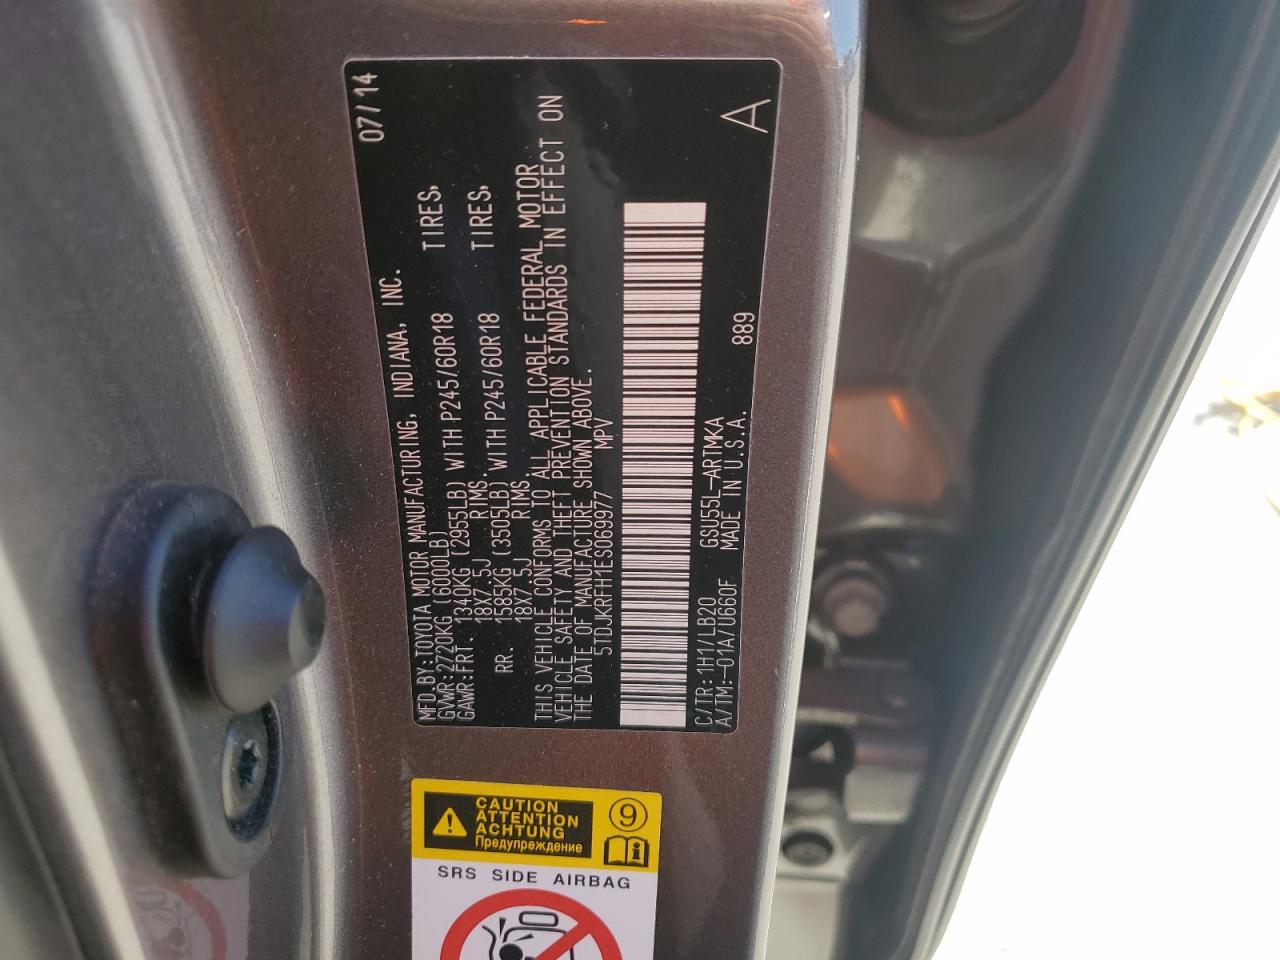 MFD.BY:TOYOTA MOTOR MANUFACTURING, INDIANA, INC. 07/14
GVWR:2720KG (6000LB)
GAWR:FRT. 1340KG (2955LB) WITH P245/60R18 TIRES,
18X7.5J RIMS.
RR. 1585KG (3505LB) WITH P245/60R18 TIRES,
18X7.5J RIMS.
THIS VEHICLE CONFORMS TO ALL APPLICABLE FEDERAL MOTOR
VEHICLE SAFETY AND THEFT PREVENTION STANDARDS IN EFFECT ON
THE DATE OF MANUFACTURE SHOWN ABOVE.
5TDJKRFH1ES069977 MPV
C/TR:1H1/LB20 GSU55L-ARTMKA 889
A/TM:-01A/U660F MADE IN U.S.A. A
CAUTION
ATTENTION
ACHTUNG
Предупреждение
9
SRS SIDE AIRBAG